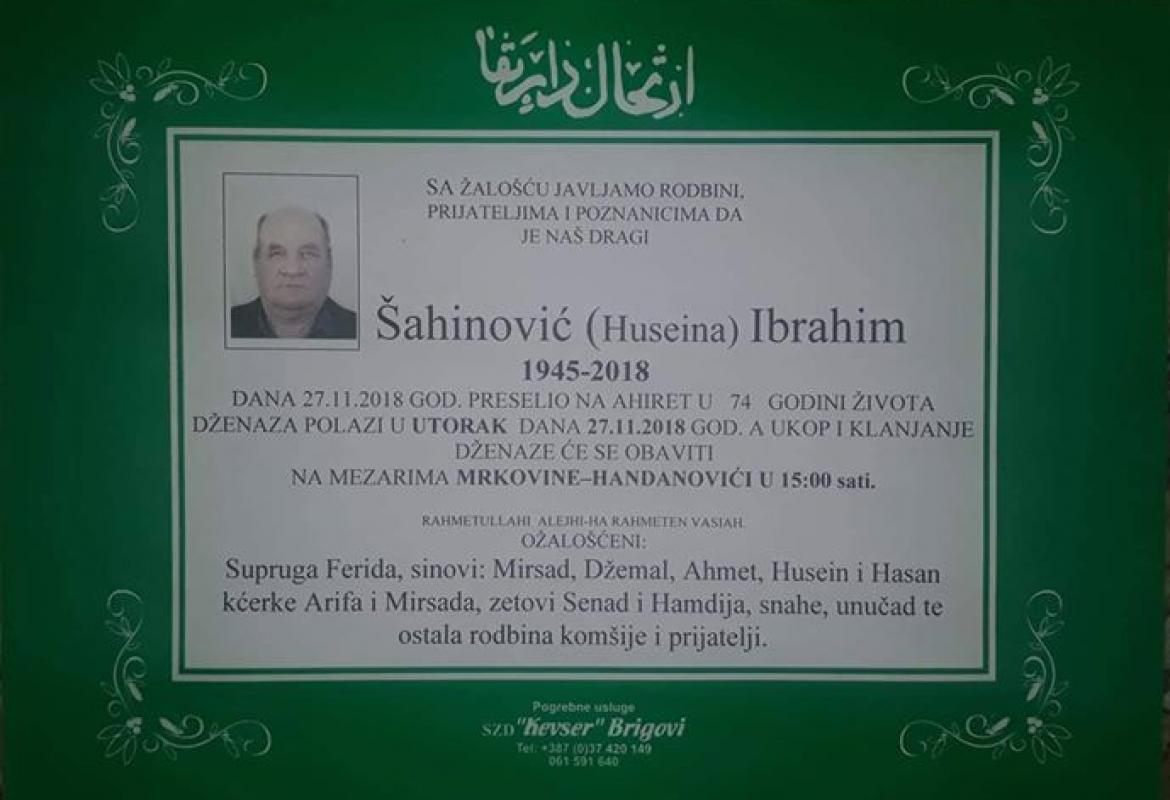 ارتحال دار بقا
SA ŽALOŠĆU JAVLJAMO RODBINI,
PRIJATELJIMA I POZNANICIMA DA
JE NAŠ DRAGI
Šahinović (Huseina) Ibrahim
1945-2018
DANA 27.11.2018 GOD. PRESELIO NA AHIRET U 74 GODINI ŽIVOTA
DŽENAZA POLAZI U UTORAK DANA 27.11.2018 GOD. A UKOP I KLANJANJE
DŽENAZE ĆE SE OBAVITI
NA MEZARIMA MRKOVINE–HANDANOVIĆI U 15:00 sati.
RAHMETULLAHI ALEJHI-HA RAHMETEN VASIAH.
OŽALOŠĆENI:
Supruga Ferida, sinovi: Mirsad, Džemal, Ahmet, Husein i Hasan
kćerke Arifa i Mirsada, zetovi Senad i Hamdija, snahe, unučad te
ostala rodbina komšije i prijatelji.
Pogrebne usluge
SZD "Kevser" Brigovi
Tel: +387 (0)37 420 149
061 591 640